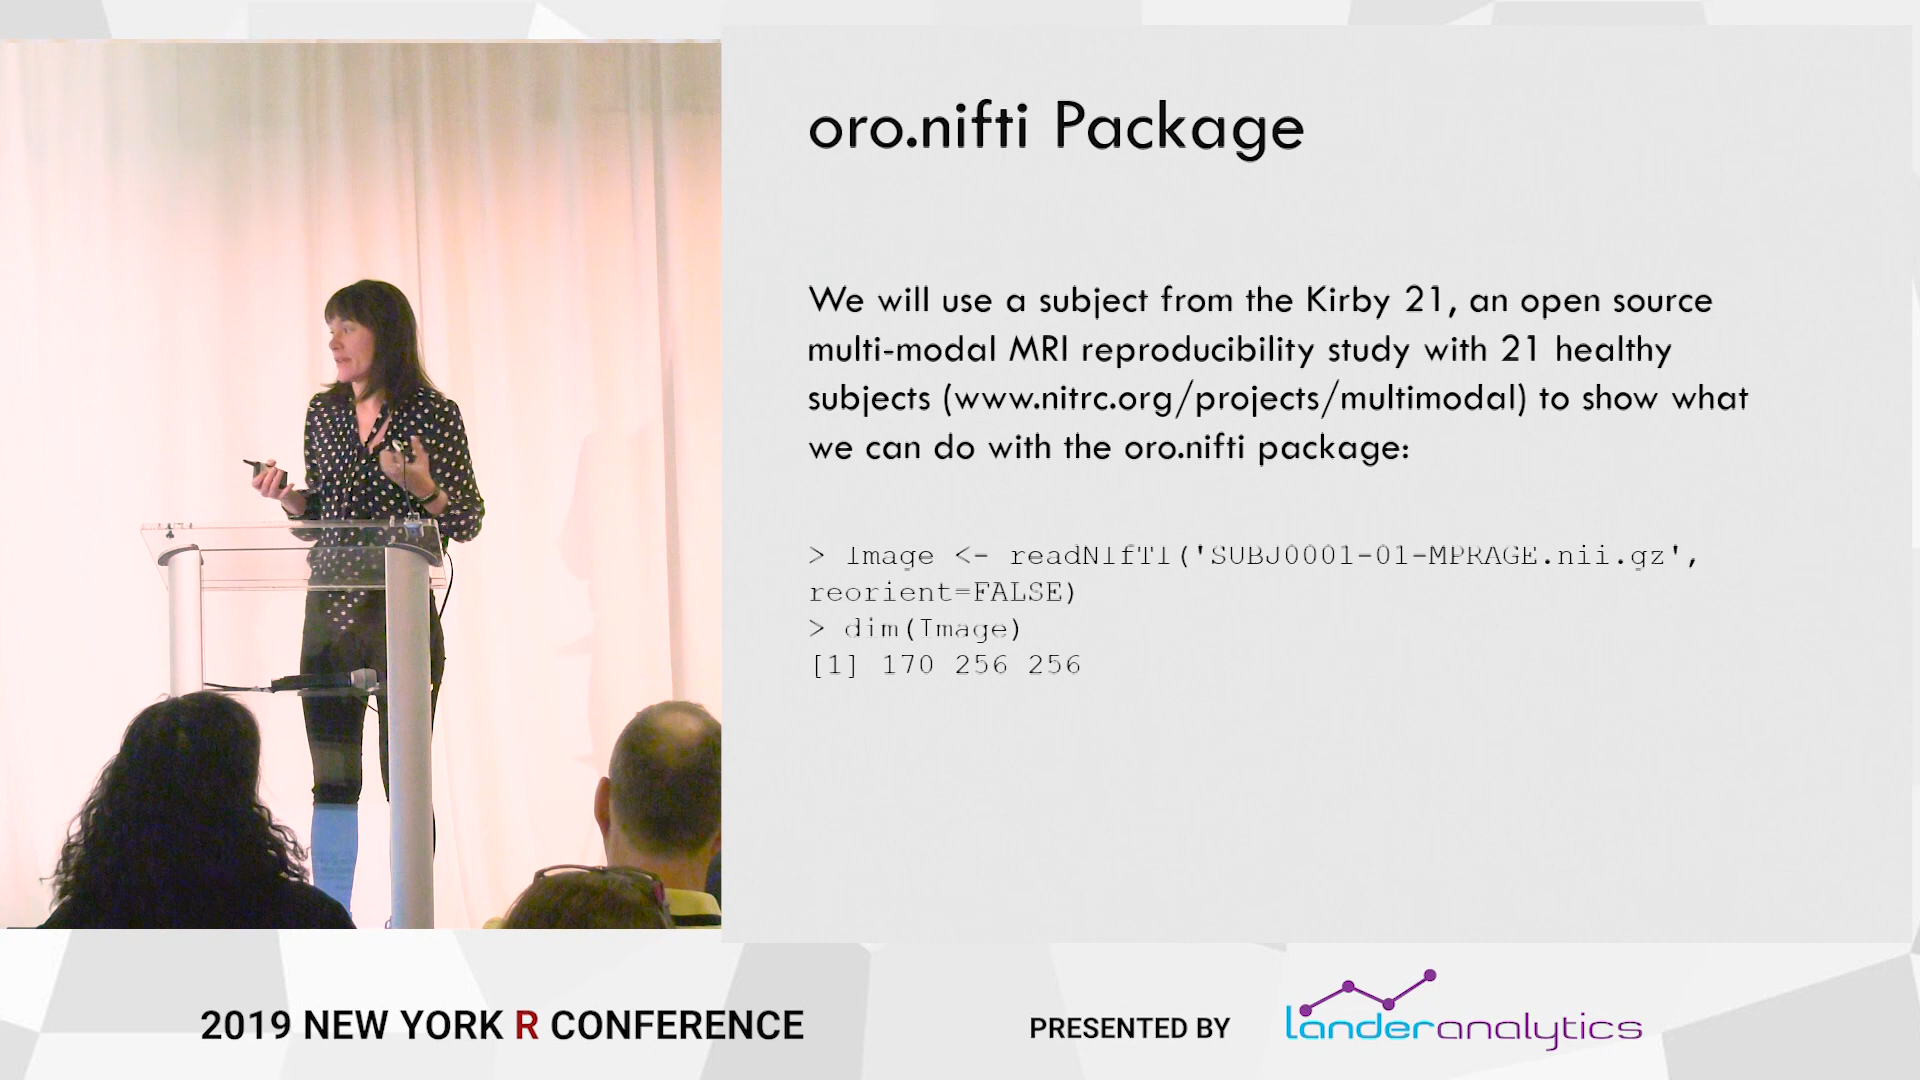 oro.nifti Package
We will use a subject from the Kirby 21, an open source
multi-modal MRI reproducibility study with 21 healthy
subjects (www.nitrc.org/projects/multimodal) to show what
we can do with the oro.nifti package:
> Image <- readNIfTI('SUBJ0001-01-MPRAGE.nii.gz',
reorient=FALSE)
> dim(Image)
[1] 170 256 256
2019 NEW YORK R CONFERENCE
PRESENTED BY
landeranalytics